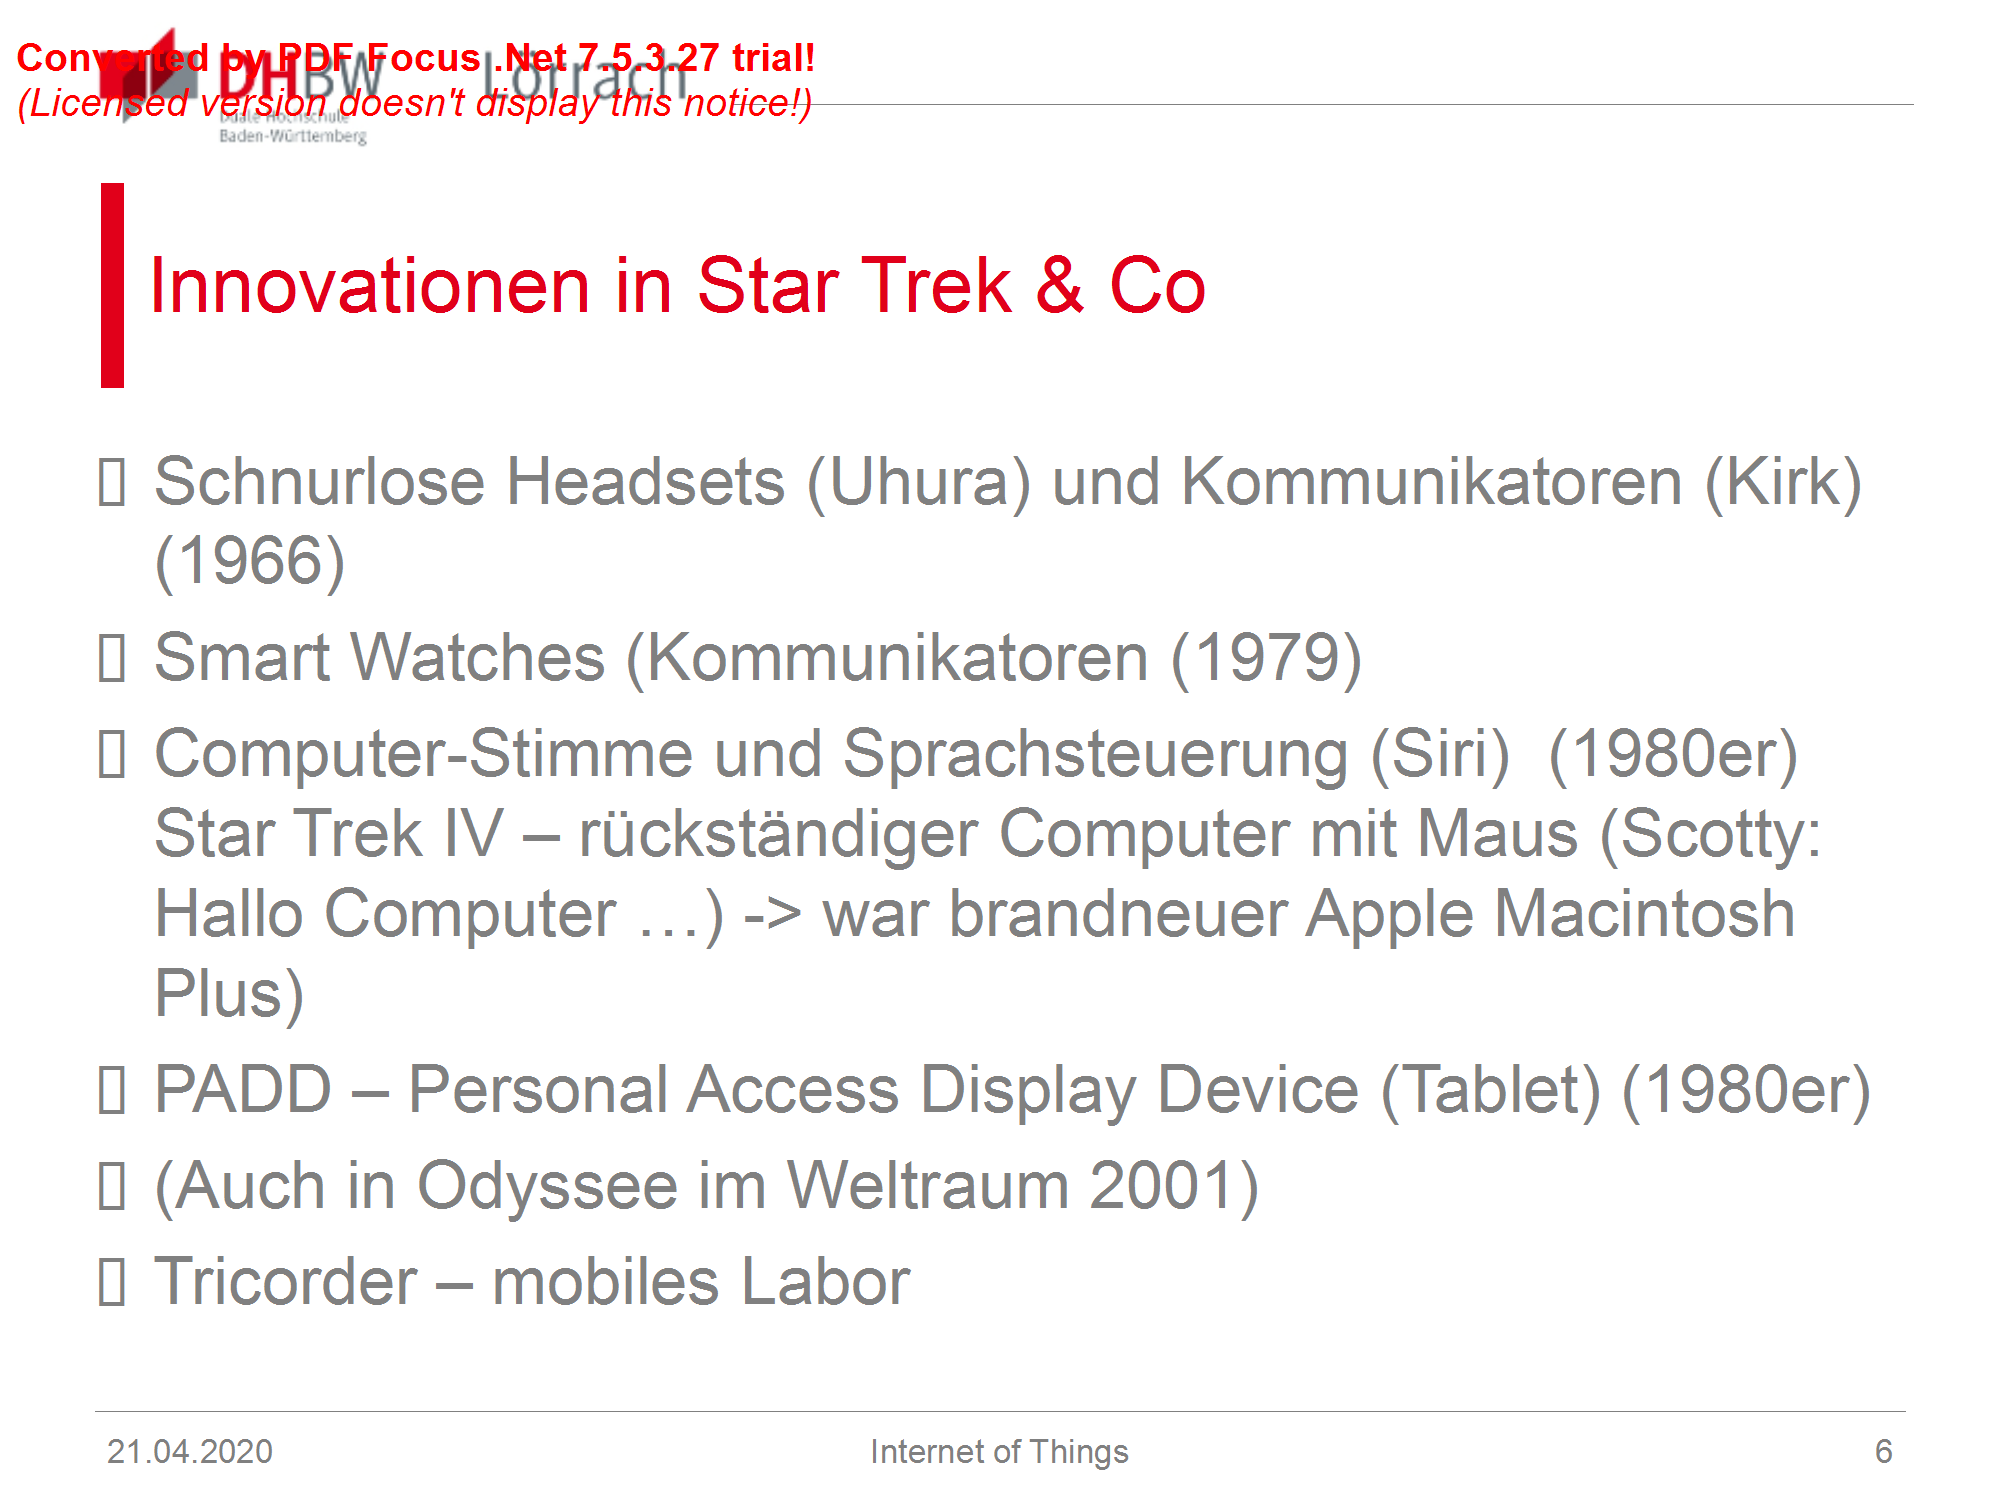 Converted by PDF Focus .Net 7.5.3.27 trial!
(Licensed version doesn't display this notice!)
DHBW Lörrach
Duale Hochschule
Baden-Württemberg
Innovationen in Star Trek & Co
Schnurlose Headsets (Uhura) und Kommunikatoren (Kirk)
(1966)
Smart Watches (Kommunikatoren (1979)
Computer-Stimme und Sprachsteuerung (Siri)  (1980er)
Star Trek IV – rückständiger Computer mit Maus (Scotty:
Hallo Computer …) -> war brandneuer Apple Macintosh
Plus)
PADD – Personal Access Display Device (Tablet) (1980er)
(Auch in Odyssee im Weltraum 2001)
Tricorder – mobiles Labor
21.04.2020
Internet of Things
6